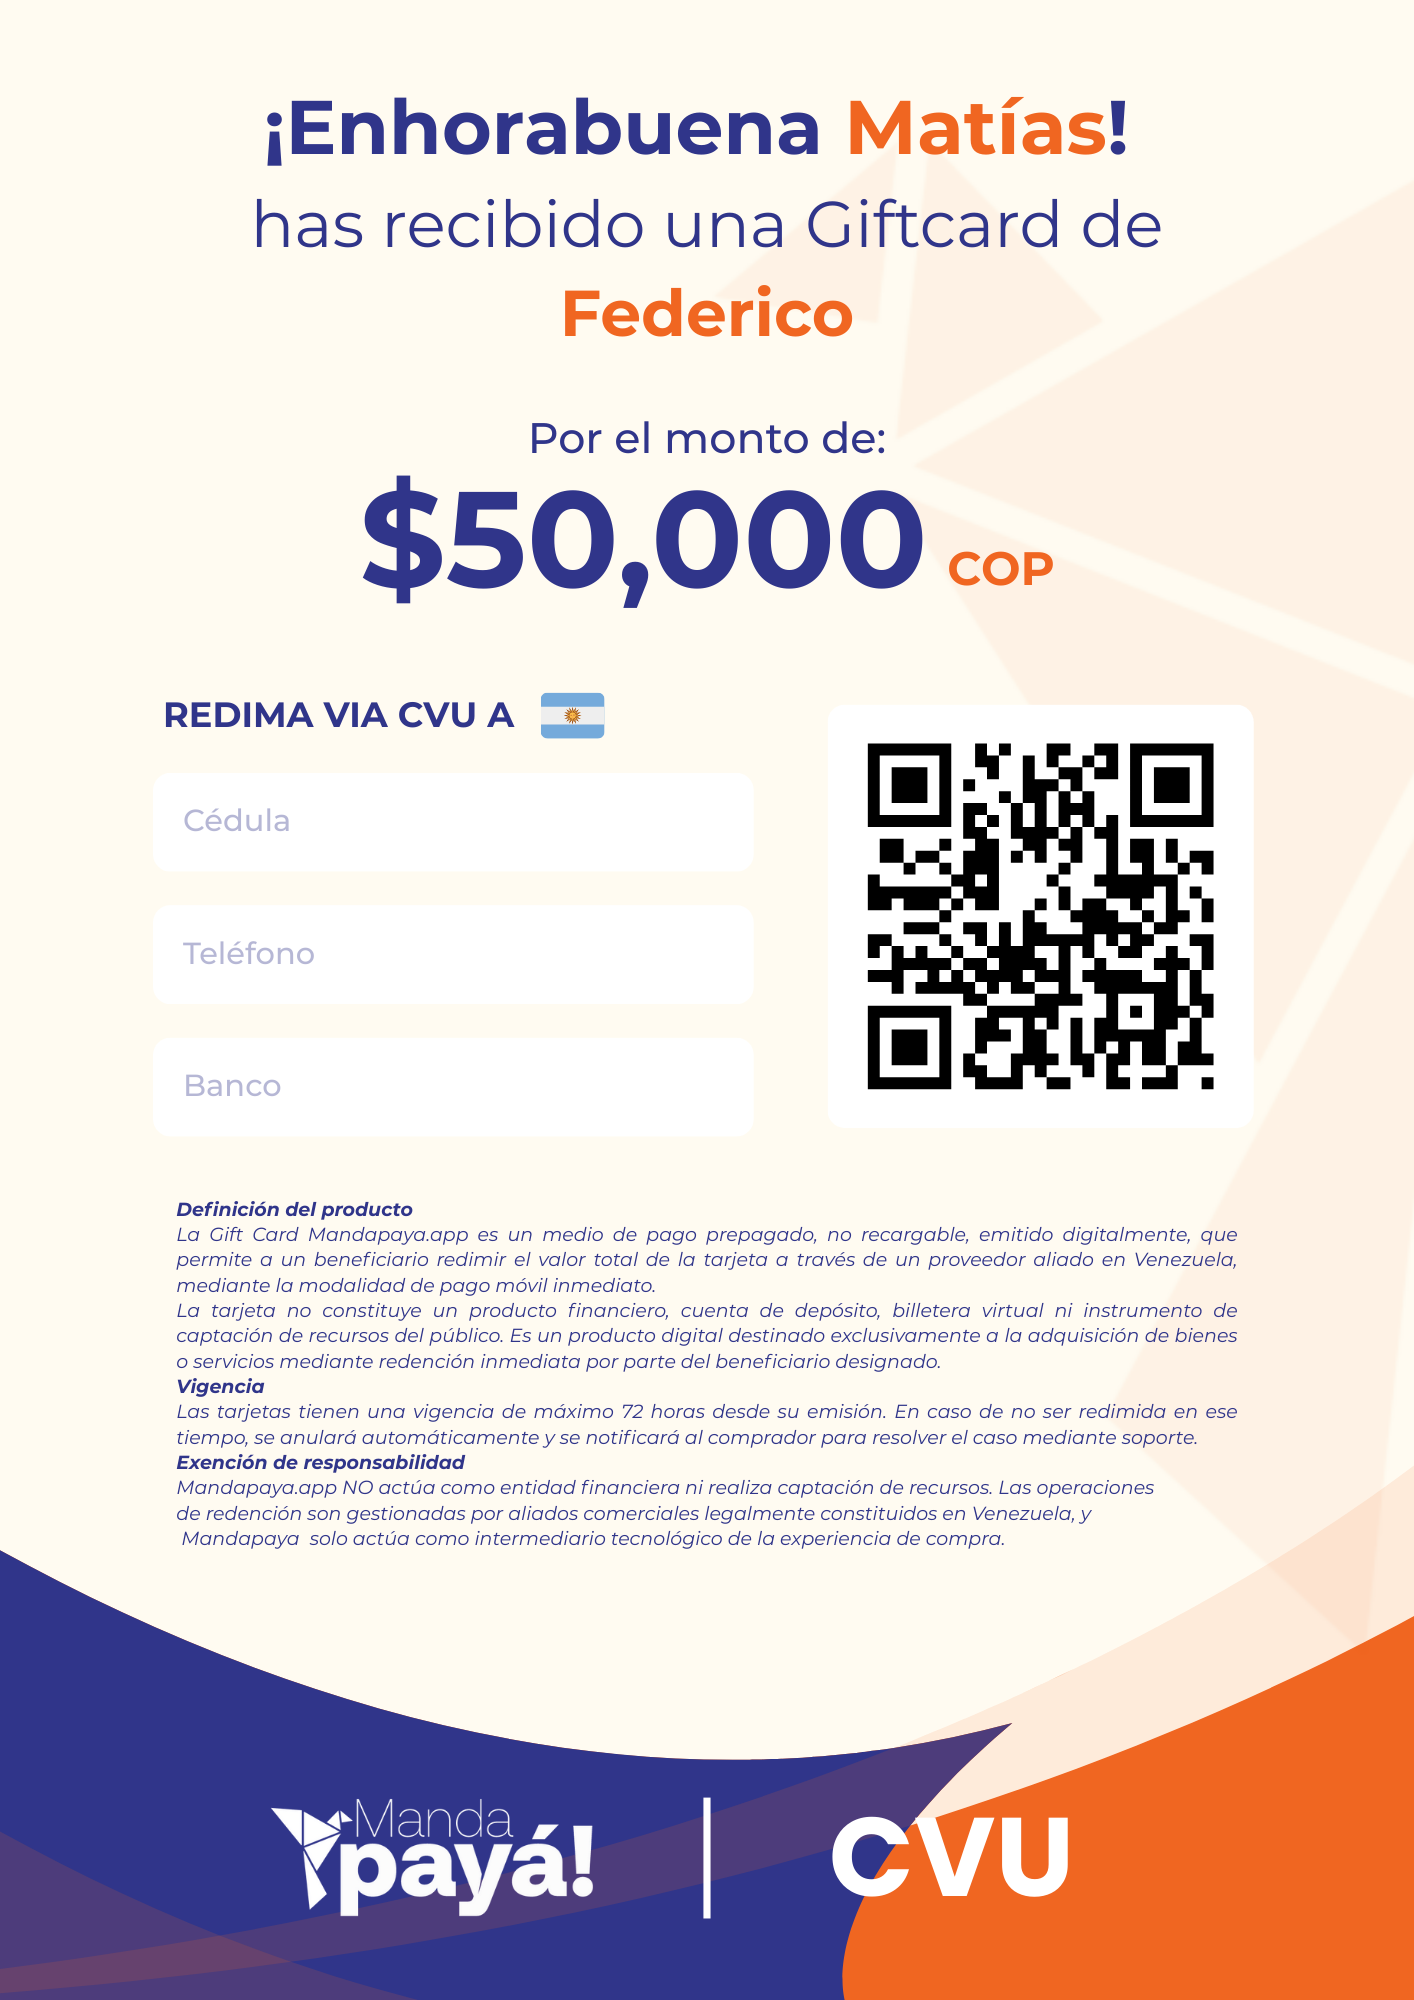 ¡Enhorabuena Matías!
has recibido una Giftcard de
Federico
Por el monto de:
$50,000 COP
REDIMA VIA CVU A
Cédula
Teléfono
Banco
Definición del producto
La Gift Card Mandapaya.app es un medio de pago prepagado, no recargable, emitido digitalmente, que
permite a un beneficiario redimir el valor total de la tarjeta a través de un proveedor aliado en Venezuela,
mediante la modalidad de pago móvil inmediato.
La tarjeta no constituye un producto financiero, cuenta de depósito, billetera virtual ni instrumento de
captación de recursos del público. Es un producto digital destinado exclusivamente a la adquisición de bienes
o servicios mediante redención inmediata por parte del beneficiario designado.
Vigencia
Las tarjetas tienen una vigencia de máximo 72 horas desde su emisión. En caso de no ser redimida en ese
tiempo, se anulará automáticamente y se notificará al comprador para resolver el caso mediante soporte.
Exención de responsabilidad
Mandapaya.app NO actúa como entidad financiera ni realiza captación de recursos. Las operaciones
de redención son gestionadas por aliados comerciales legalmente constituidos en Venezuela, y
Mandapaya solo actúa como intermediario tecnológico de la experiencia de compra.
Manda
payá!
CVU